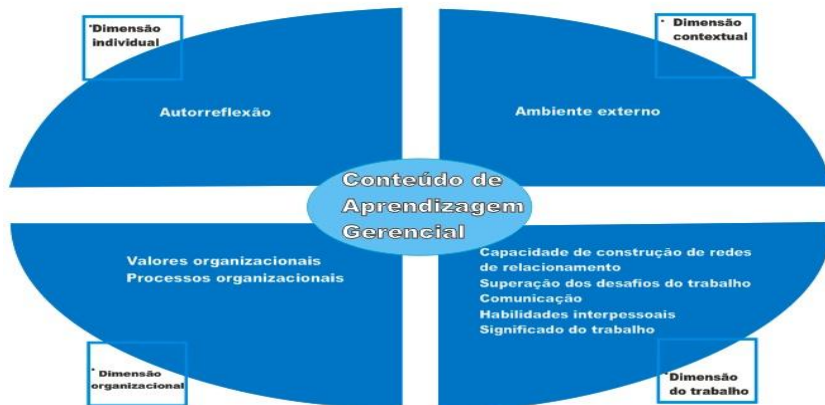 Dimensão
individual
Dimensão
contextual
Autorreflexão
Ambiente externo
Conteúdo de
Aprendizagem
Gerencial
Valores organizacionais
Processos organizacionais
Capacidade de construção de redes
de relacionamento
Superação dos desafios do trabalho
Comunicação
Habilidades interpessoais
Significado do trabalho
Dimensão
organizacional
Dimensão
do trabalho